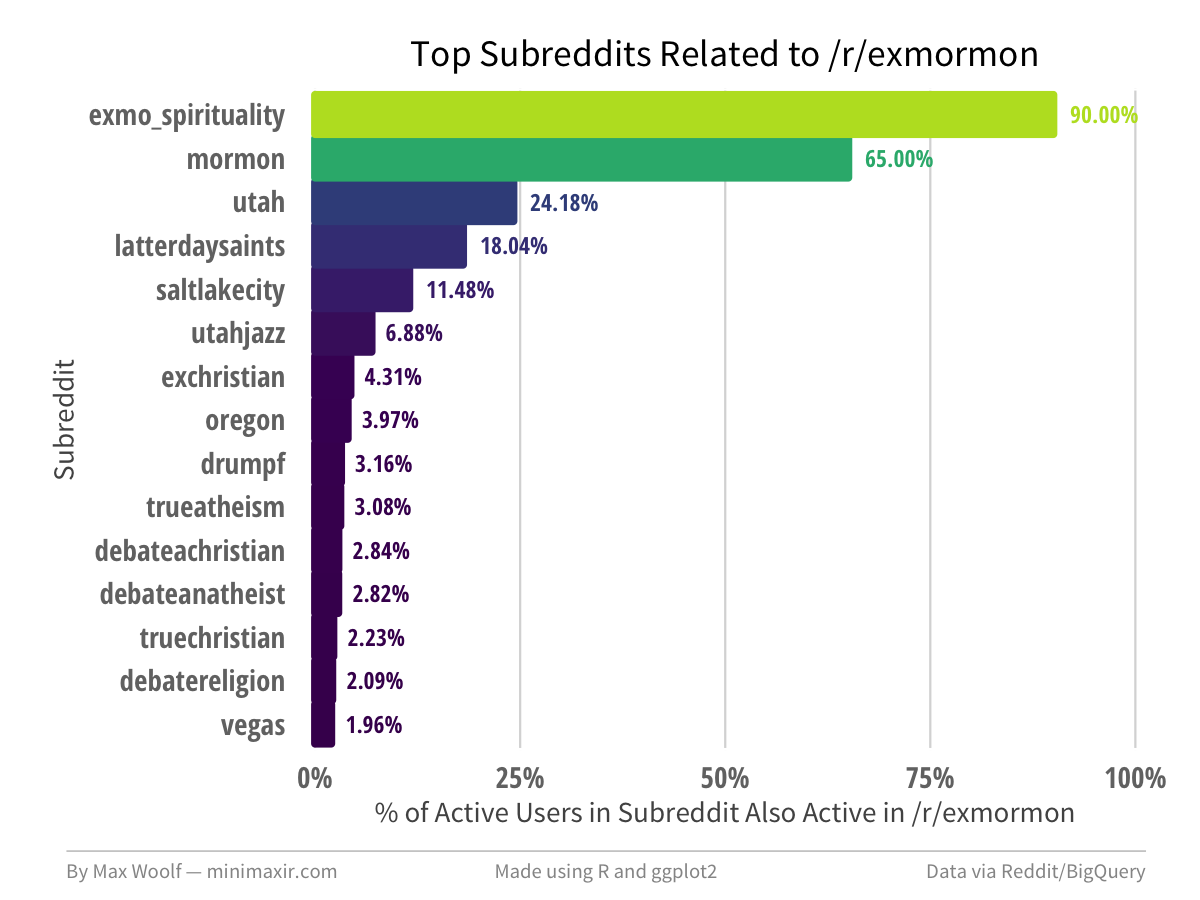 Top Subreddits Related to /r/exmormon
exmo_spirituality 90.00%
mormon 65.00%
utah 24.18%
latterdaysaints 18.04%
saltlakecity 11.48%
utahjazz 6.88%
exchristian 4.31%
oregon 3.97%
drumpf 3.16%
trueatheism 3.08%
debateachristian 2.84%
debateanatheist 2.82%
truechristian 2.23%
debatereligion 2.09%
vegas 1.96%
Subreddit
0% 25% 50% 75% 100%
% of Active Users in Subreddit Also Active in /r/exmormon
By Max Woolf — minimaxir.com Made using R and ggplot2 Data via Reddit/BigQuery